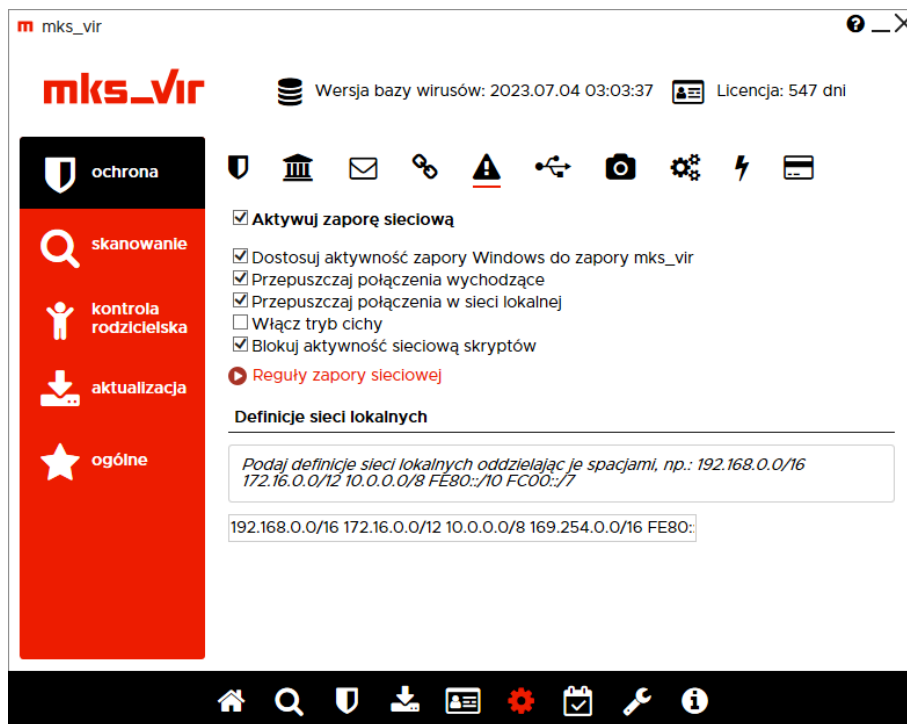 mks_vir
mks_vir
Wersja bazy wirusów: 2023.07.04 03:03:37
Licencja: 547 dni
ochrona
skanowanie
kontrola
rodzicielska
aktualizacja
ogólne
Aktywuj zaporę sieciową
Dostosuj aktywność zapory Windows do zapory mks_vir
Przepuszczaj połączenia wychodzące
Przepuszczaj połączenia w sieci lokalnej
Włącz tryb cichy
Blokuj aktywność sieciową skryptów
Reguły zapory sieciowej
Definicje sieci lokalnych
Podaj definicje sieci lokalnych oddzielając je spacjami, np.: 192.168.0.0/16
172.16.0.0/12 10.0.0.0/8 FE80::/10 FC00::/7
192.168.0.0/16 172.16.0.0/12 10.0.0.0/8 169.254.0.0/16 FE80::